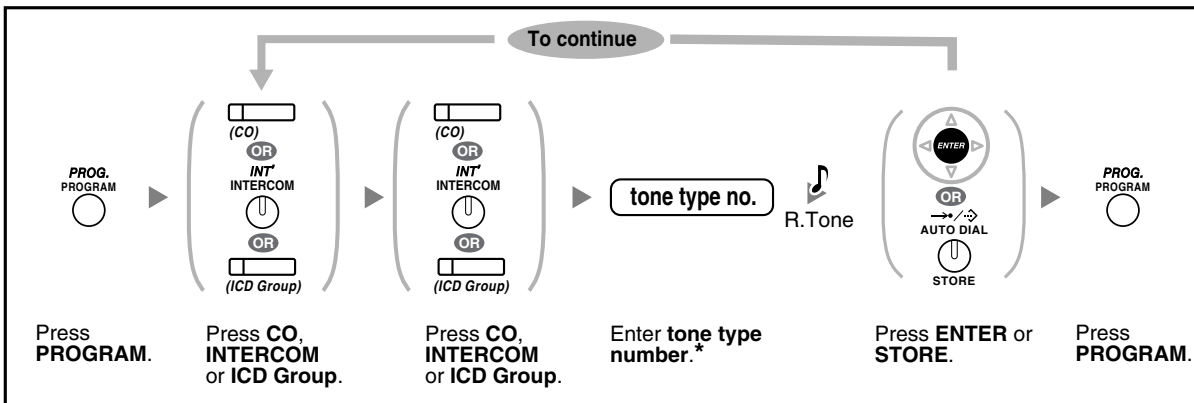 To continue
PROG.
PROGRAM
(CO)
OR
INT'
INTERCOM
OR
(ICD Group)
(CO)
OR
INT'
INTERCOM
OR
(ICD Group)
tone type no.
R.Tone
ENTER
OR
AUTO DIAL
STORE
PROG.
PROGRAM
Press
PROGRAM.
Press CO,
INTERCOM
or ICD Group.
Press CO,
INTERCOM
or ICD Group.
Enter tone type
number.*
Press ENTER or
STORE.
Press
PROGRAM.